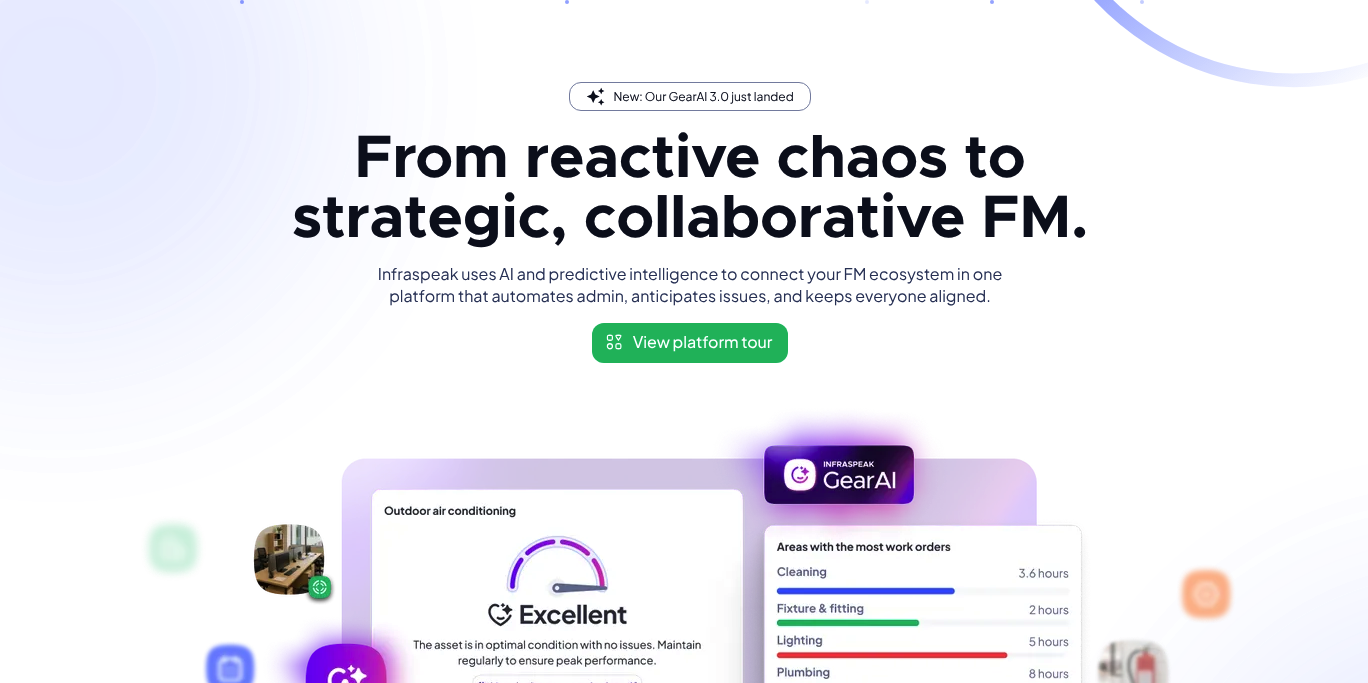 New: Our GearAI 3.0 just landed
From reactive chaos to
strategic, collaborative FM.
Infraspeak uses AI and predictive intelligence to connect your FM ecosystem in one
platform that automates admin, anticipates issues, and keeps everyone aligned.
View platform tour
INFRASPEAK
GearAI
Outdoor air conditioning
Excellent
The asset is in optimal condition with no issues. Maintain
regularly to ensure peak performance.
Areas with the most work orders
Cleaning 3.6 hours
Fixture & fitting 2 hours
Lighting 5 hours
Plumbing 8 hours